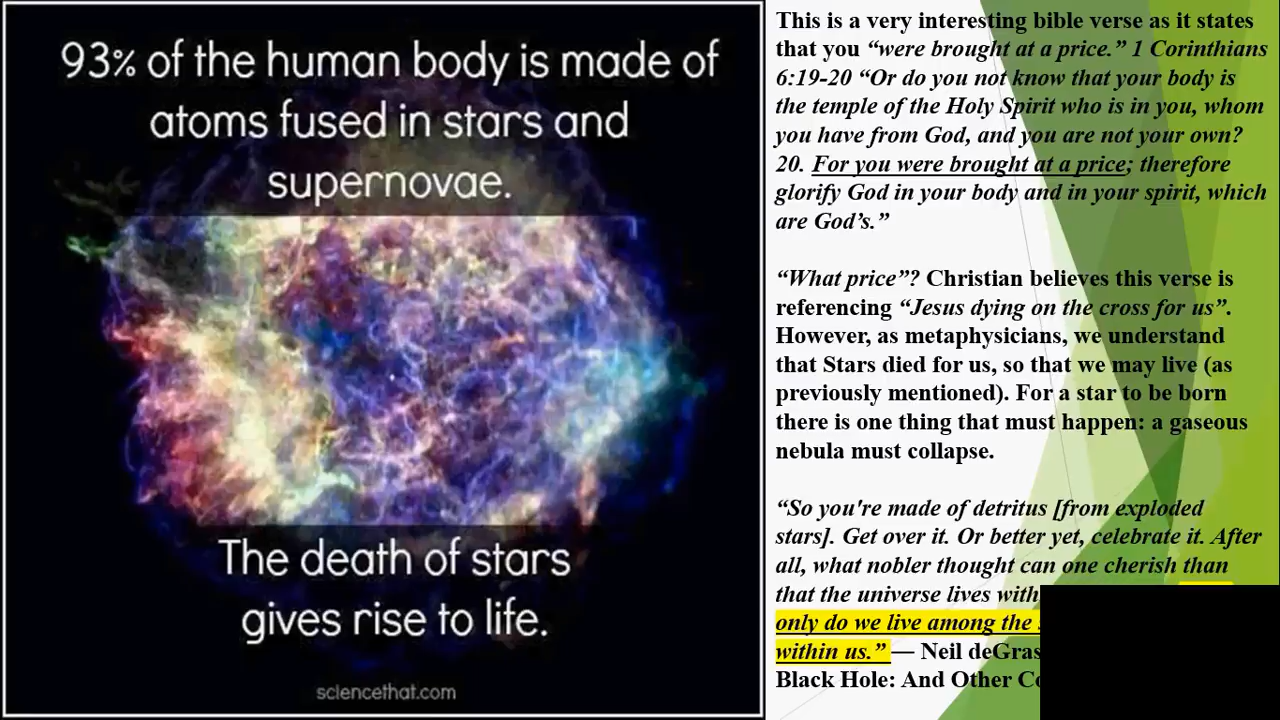 93% of the human body is made of
atoms fused in stars and
supernovae.
The death of stars
gives rise to life.
sciencethat.com
This is a very interesting bible verse as it states
that you “were brought at a price.” 1 Corinthians
6:19-20 “Or do you not know that your body is
the temple of the Holy Spirit who is in you, whom
you have from God, and you are not your own?
20. For you were brought at a price; therefore
glorify God in your body and in your spirit, which
are God’s.”
“What price”? Christian believes this verse is
referencing “Jesus dying on the cross for us”.
However, as metaphysicians, we understand
that Stars died for us, so that we may live (as
previously mentioned). For a star to be born
there is one thing that must happen: a gaseous
nebula must collapse.
“So you're made of detritus [from exploded
stars]. Get over it. Or better yet, celebrate it. After
all, what nobler thought can one cherish than
that the universe lives
only do we live among the
within us.” — Neil
Black Hole: And Other